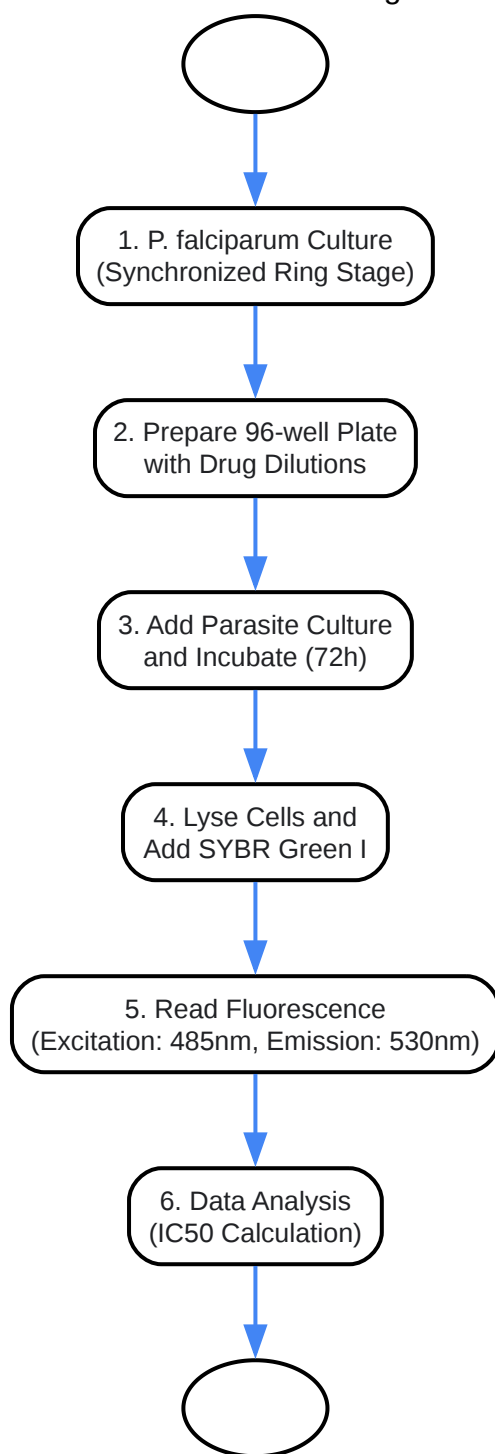 1. P. falciparum Culture
(Synchronized Ring Stage)
2. Prepare 96-well Plate
with Drug Dilutions
3. Add Parasite Culture
and Incubate (72h)
4. Lyse Cells and
Add SYBR Green I
5. Read Fluorescence
(Excitation: 485nm, Emission: 530nm)
6. Data Analysis
(IC50 Calculation)